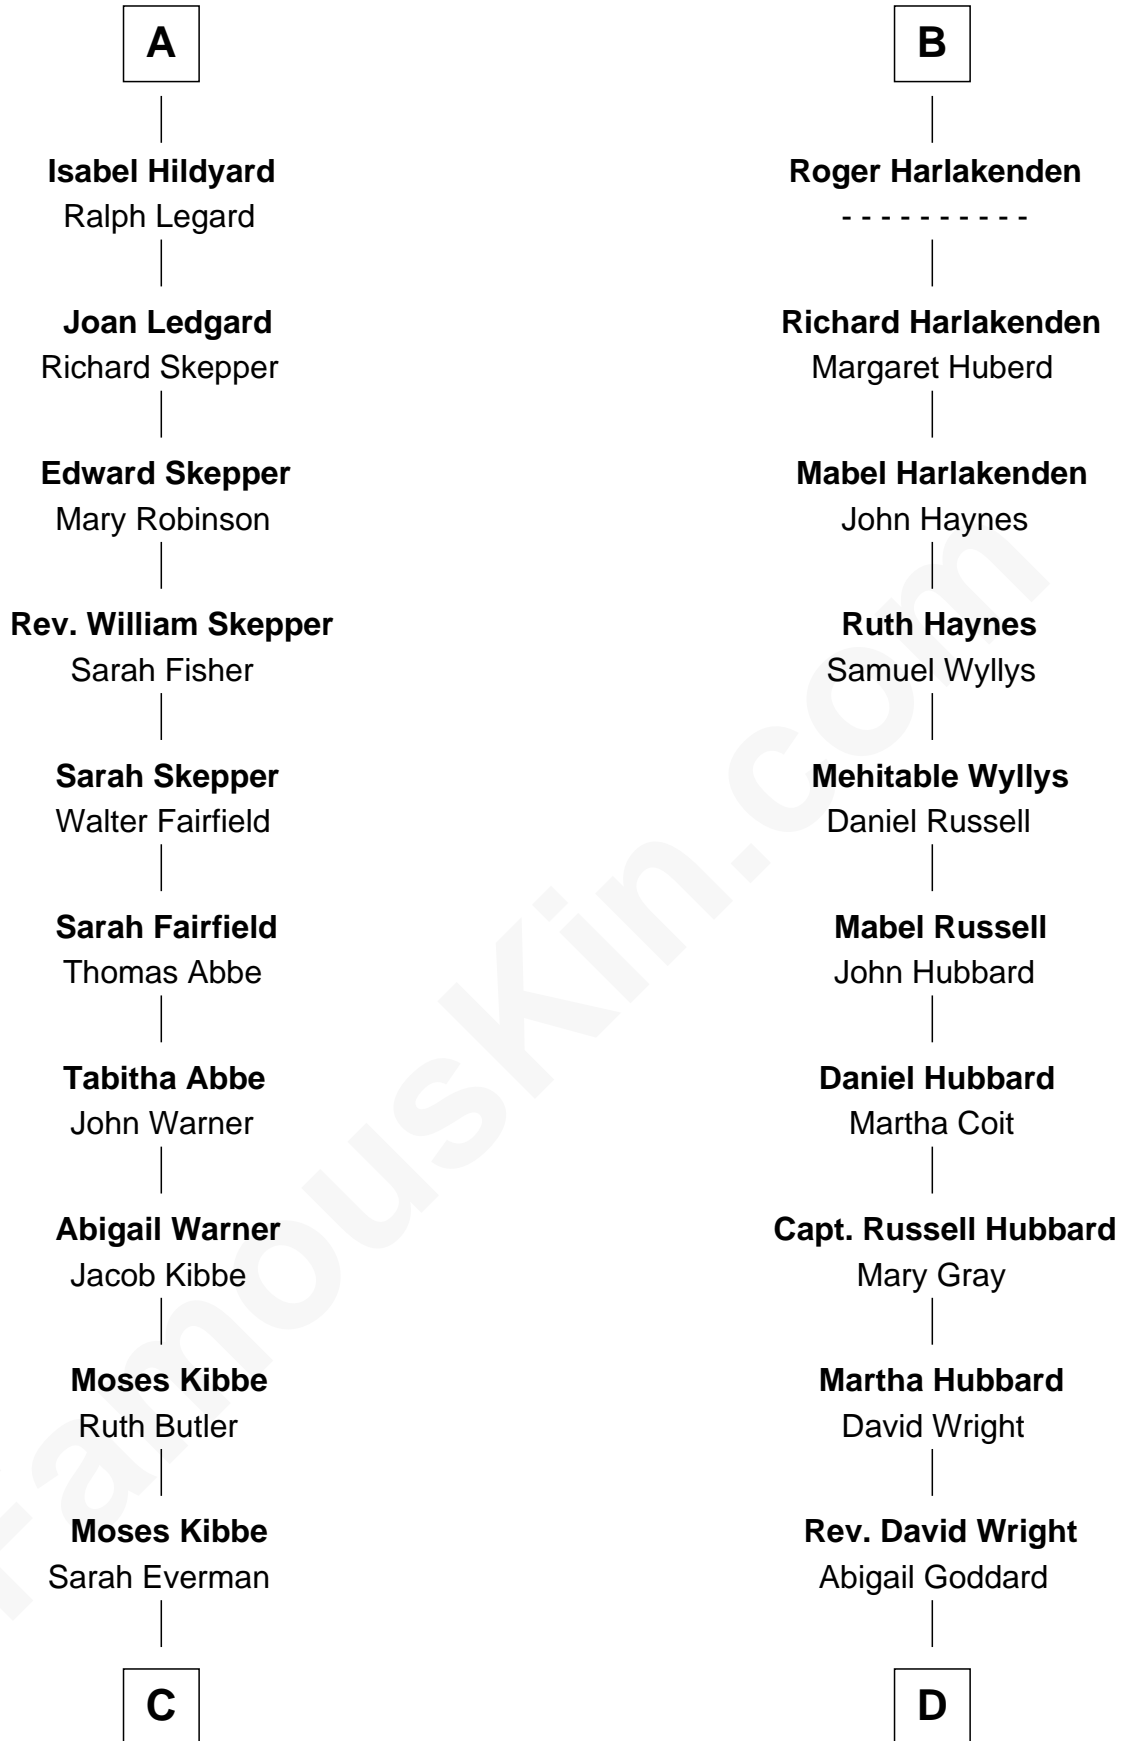 A
Isabel Hildyard
Ralph Legard
Joan Ledgard
Richard Skepper
Edward Skepper
Mary Robinson
Rev. William Skepper
Sarah Fisher
Sarah Skepper
Walter Fairfield
Sarah Fairfield
Thomas Abbe
Tabitha Abbe
John Warner
Abigail Warner
Jacob Kibbe
Moses Kibbe
Ruth Butler
Moses Kibbe
Sarah Everman
C
B
Roger Harlakenden
- - - - - - - - - -
Richard Harlakenden
Margaret Huberd
Mabel Harlakenden
John Haynes
Ruth Haynes
Samuel Wyllys
Mehitable Wyllys
Daniel Russell
Mabel Russell
John Hubbard
Daniel Hubbard
Martha Coit
Capt. Russell Hubbard
Mary Gray
Martha Hubbard
David Wright
Rev. David Wright
Abigail Goddard
D
FamousKin.com